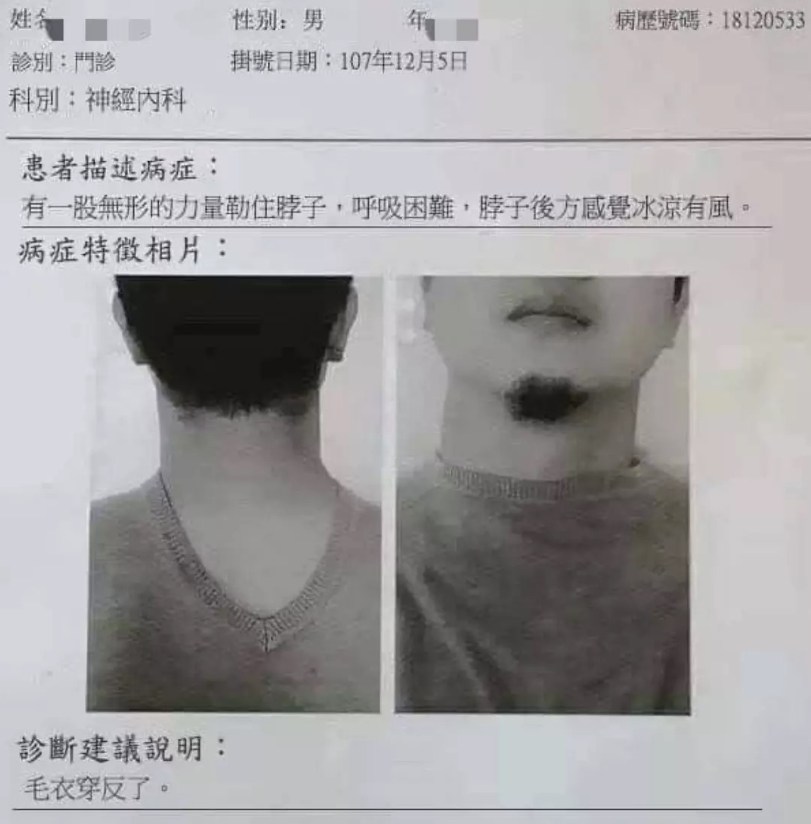 姓名 性別：男 年 病歷號碼：18120533
診別：門診 掛號日期：107年12月5日
科別：神經內科
患者描述病症：
有一股無形的力量勒住脖子，呼吸困難，脖子後方感覺冰涼有風。
病症特徵相片：
診斷建議說明：
毛衣穿反了。